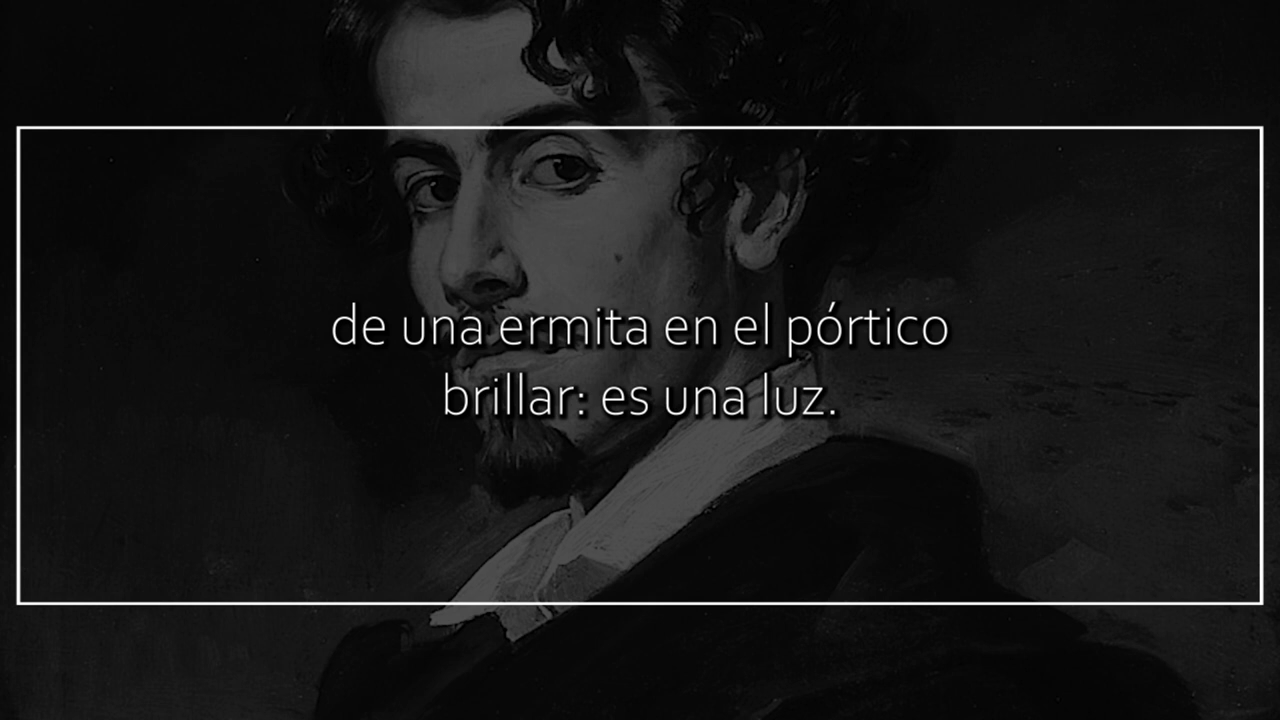 de una ermita en el pórtico
brillar: es una luz.